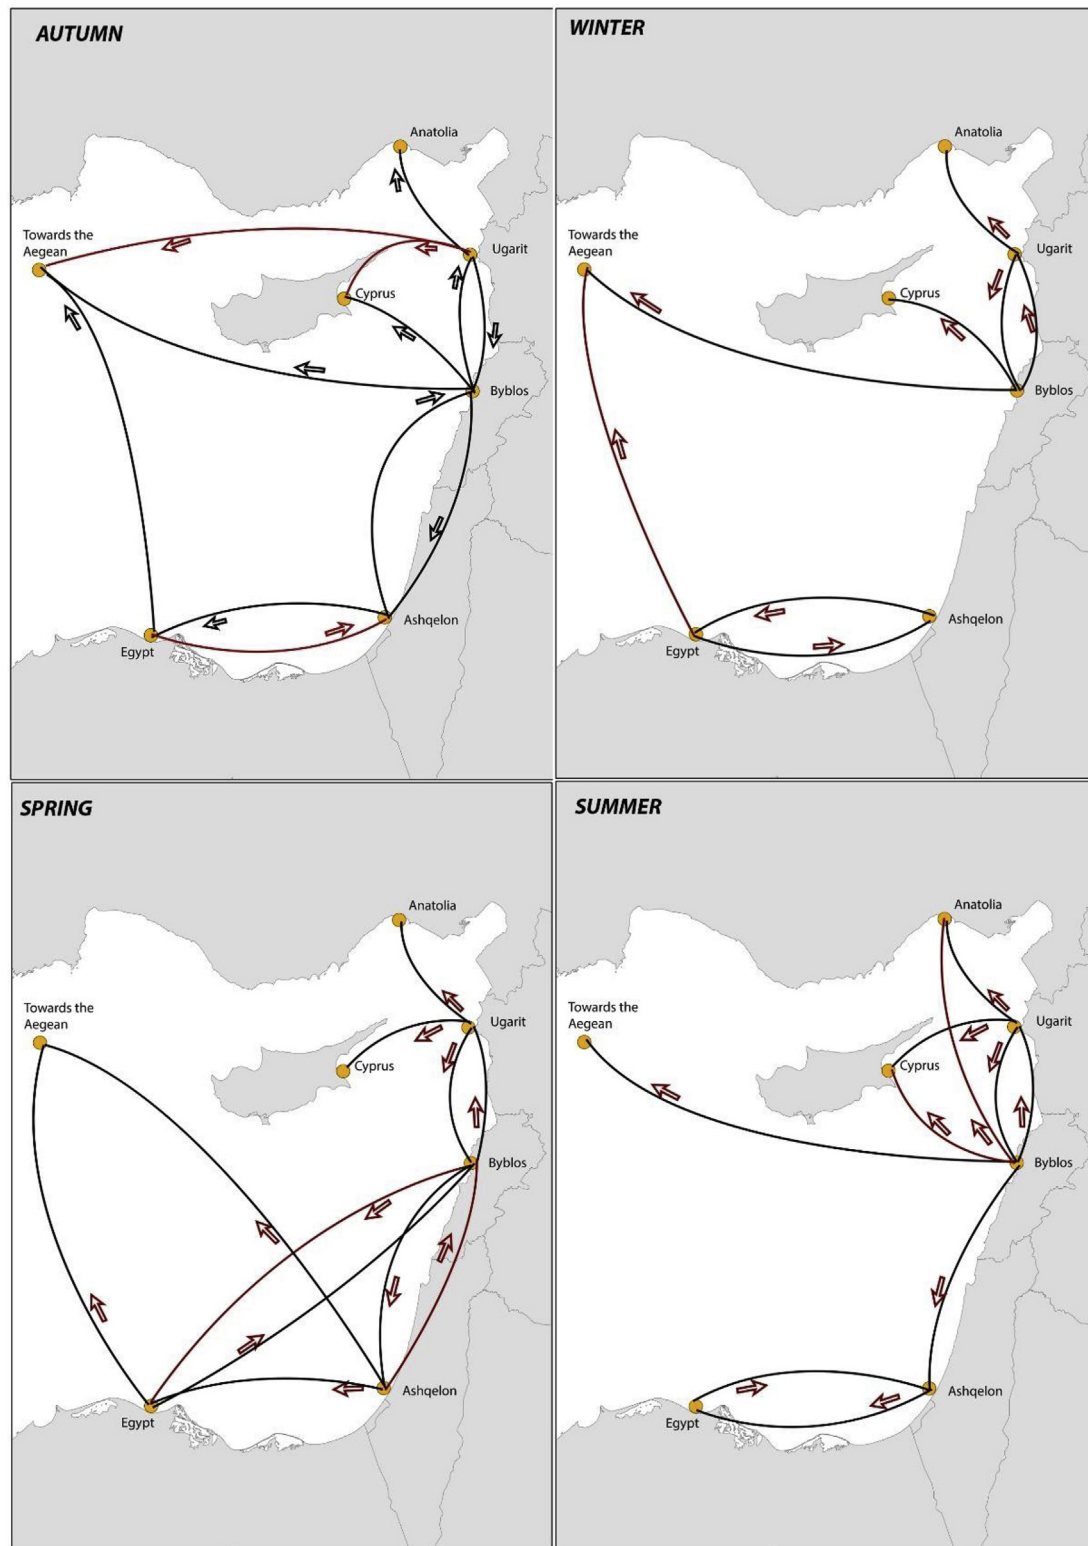 AUTUMN
Anatolia
Towards the
Aegean
Ugarit
Cyprus
Byblos
Ashqelon
Egypt
WINTER
Anatolia
Towards the
Aegean
Ugarit
Cyprus
Byblos
Ashqelon
Egypt
SPRING
Anatolia
Towards the
Aegean
Ugarit
Cyprus
Byblos
Ashqelon
Egypt
SUMMER
Anatolia
Towards the
Aegean
Ugarit
Cyprus
Byblos
Ashqelon
Egypt